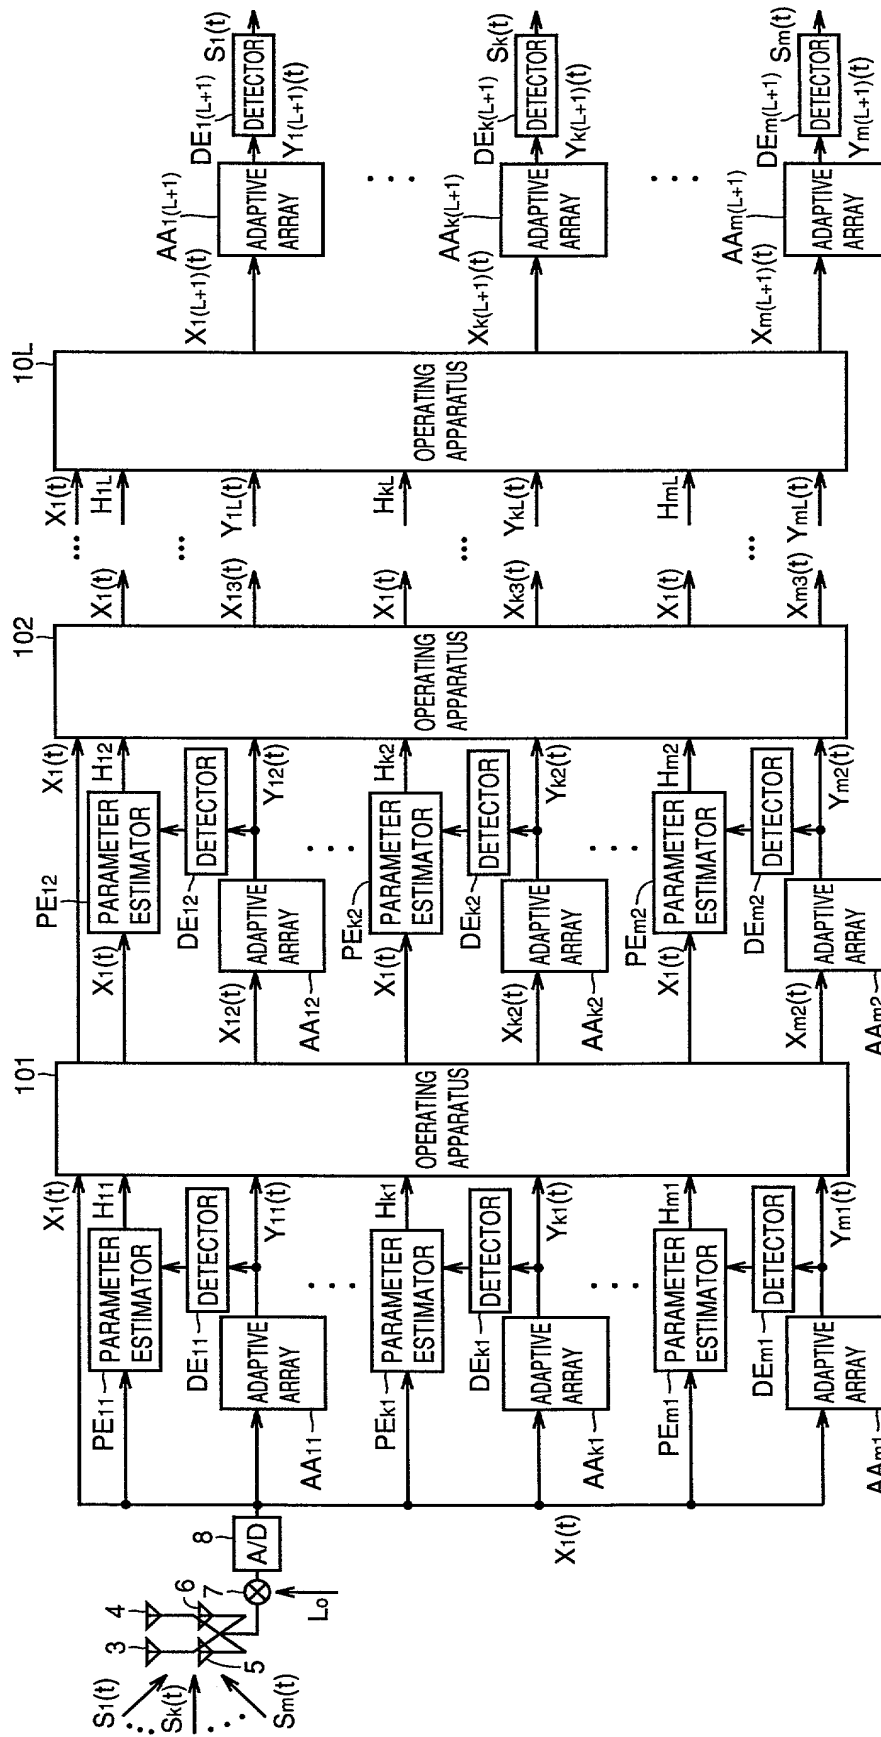 S1(t)
Sk(t)
Sm(t)
3
4
5
6
7
8
A/D
Lo
X1(t)
X1(t)
PE11
PARAMETER
ESTIMATOR
H11
DE11
DETECTOR
Y11(t)
ADAPTIVE
ARRAY
AA11
PEk1
PARAMETER
ESTIMATOR
Hk1
DEk1
DETECTOR
Yk1(t)
ADAPTIVE
ARRAY
AAk1
PEm1
PARAMETER
ESTIMATOR
Hm1
DEm1
DETECTOR
Ym1(t)
ADAPTIVE
ARRAY
AAm1
101
OPERATING
APPARATUS
X1(t)
PE12
X1(t)
PARAMETER
ESTIMATOR
H12
DE12
DETECTOR
Y12(t)
X12(t)
ADAPTIVE
ARRAY
AA12
PEk2
X1(t)
PARAMETER
ESTIMATOR
Hk2
DEk2
DETECTOR
Yk2(t)
Xk2(t)
ADAPTIVE
ARRAY
AAk2
PEm2
X1(t)
PARAMETER
ESTIMATOR
Hm2
DEm2
DETECTOR
Ym2(t)
Xm2(t)
ADAPTIVE
ARRAY
AAm2
102
OPERATING
APPARATUS
X1(t)
X13(t)
X1(t)
Xk3(t)
X1(t)
Xm3(t)
X1(t)
H1L
Y1L(t)
HkL
YkL(t)
HmL
YmL(t)
10L
OPERATING
APPARATUS
X1(L+1)(t)
AA1(L+1)
ADAPTIVE
ARRAY
DE1(L+1)
DETECTOR
Y1(L+1)(t)
S1(t)
Xk(L+1)(t)
AAk(L+1)
ADAPTIVE
ARRAY
DEk(L+1)
DETECTOR
Yk(L+1)(t)
Sk(t)
Xm(L+1)(t)
AAm(L+1)
ADAPTIVE
ARRAY
DEm(L+1)
DETECTOR
Ym(L+1)(t)
Sm(t)